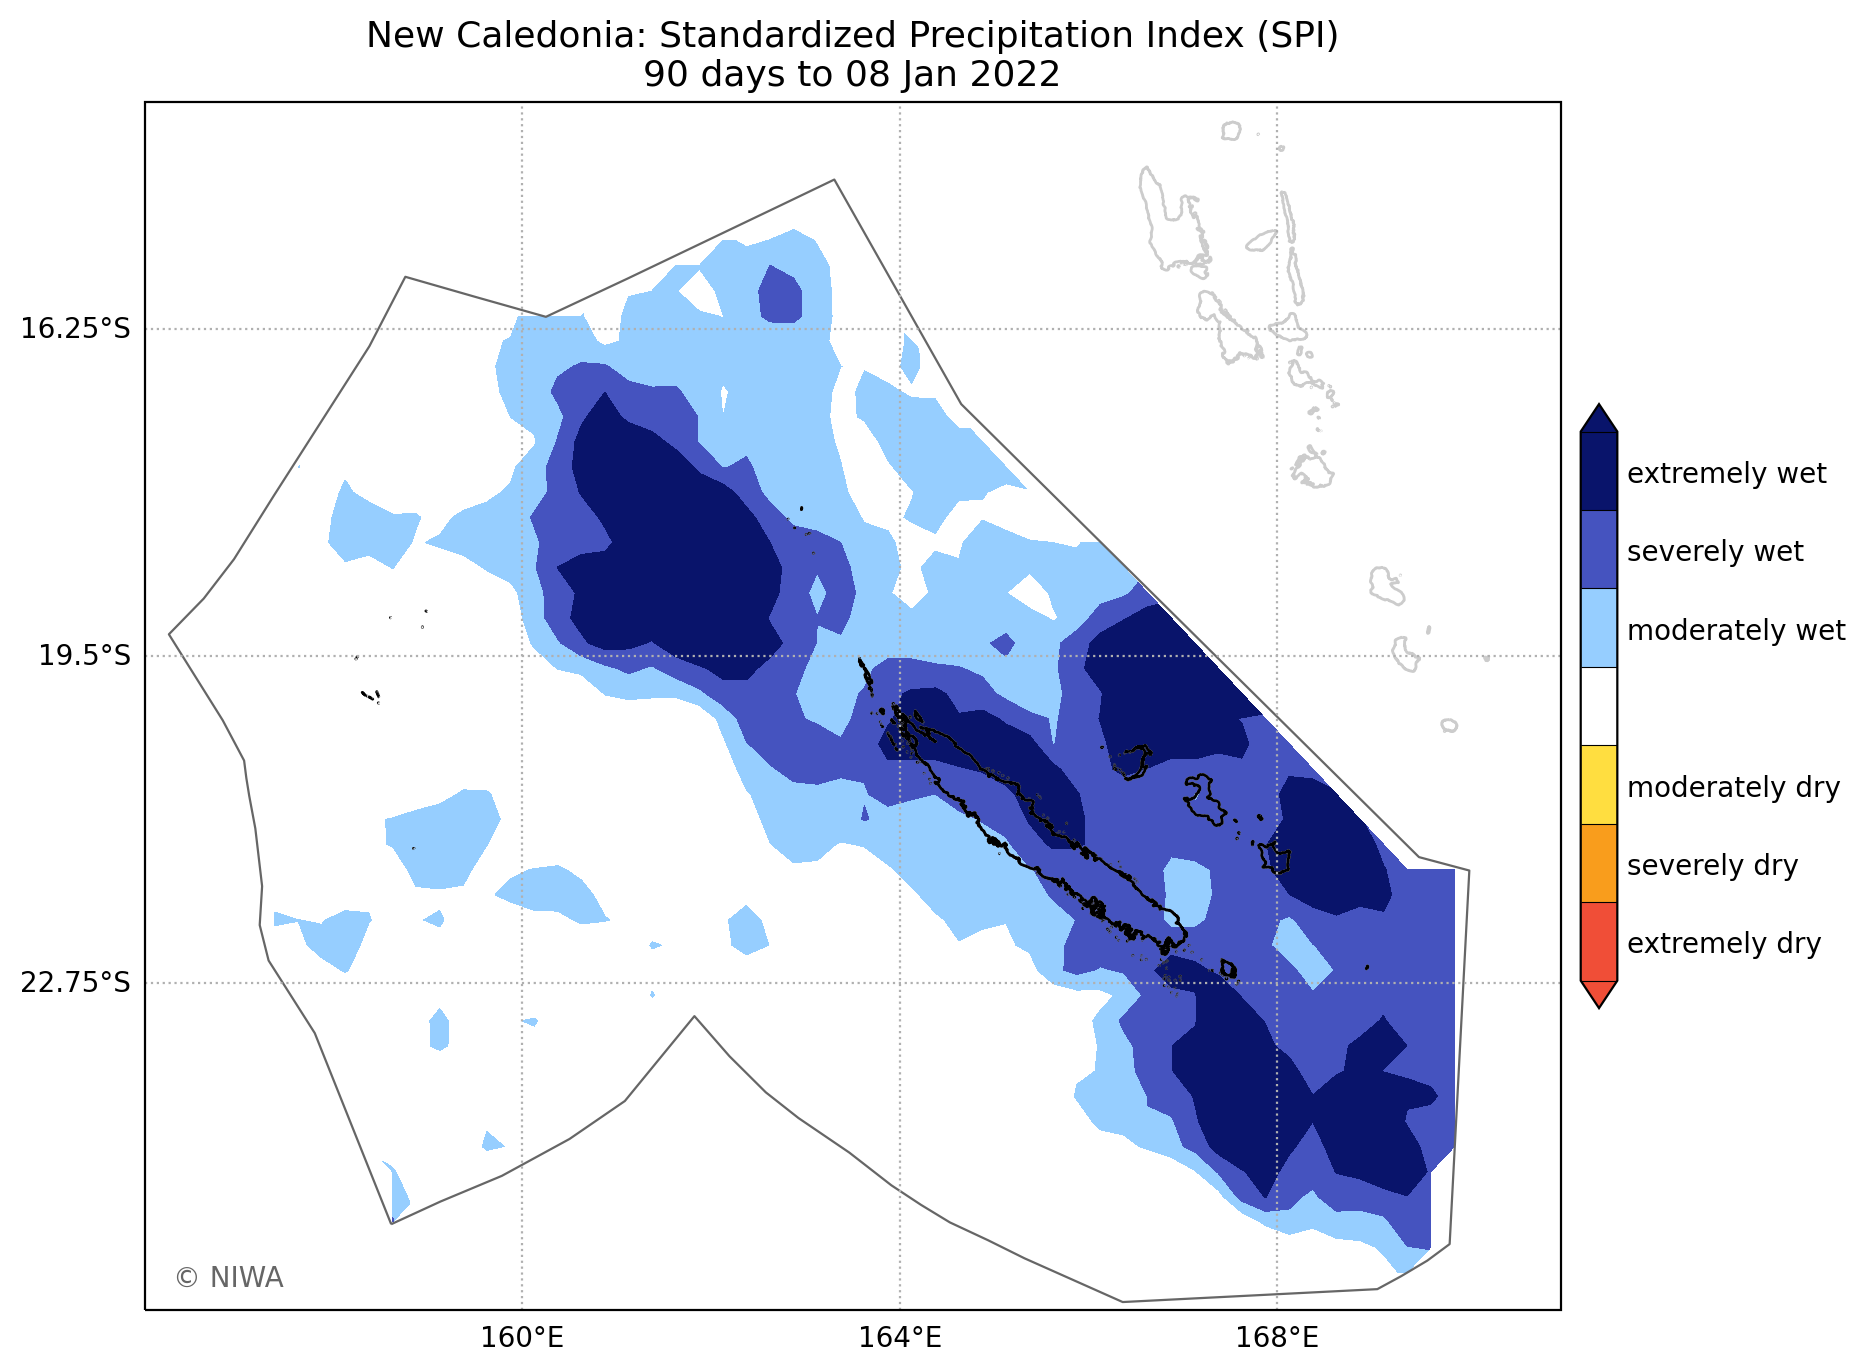 New Caledonia: Standardized Precipitation Index (SPI)
90 days to 08 Jan 2022
16.25°S
19.5°S
22.75°S
160°E
164°E
168°E
extremely wet
severely wet
moderately wet
moderately dry
severely dry
extremely dry
© NIWA